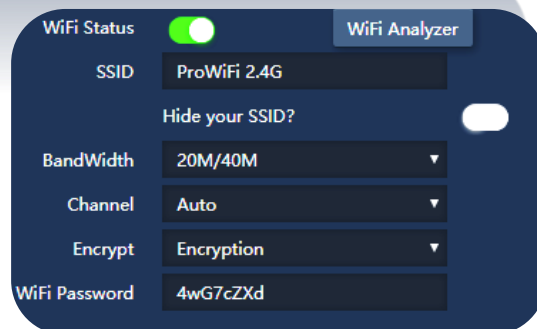 WiFi Status WiFi Analyzer
SSID ProWiFi 2.4G
Hide your SSID?
BandWidth 20M/40M
Channel Auto
Encrypt Encryption
WiFi Password 4wG7cZXd